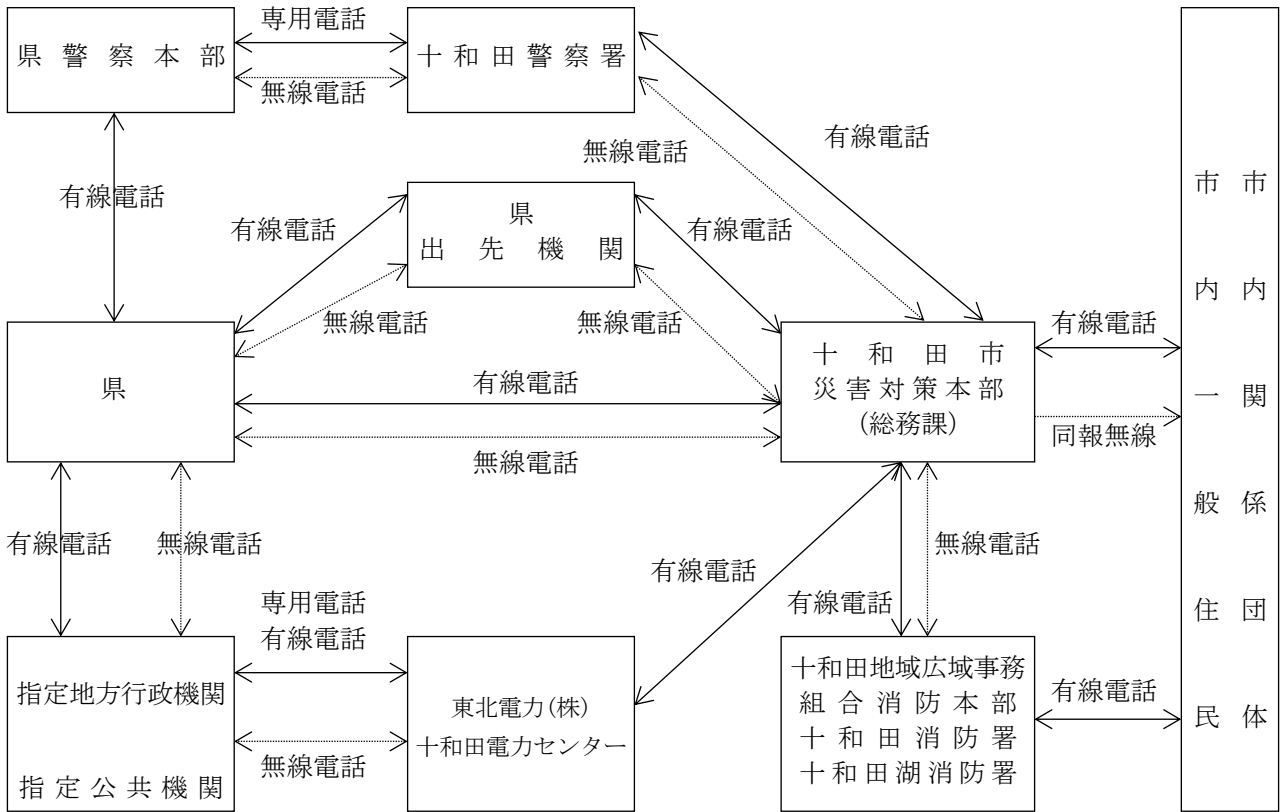 専用電話
県警察本部
十和田警察署
無線電話
有線電話
無線電話
有線電話
県
出先機関
有線電話
有線電話
無線電話
無線電話
県
有線電話
無線電話
十和田市
災害対策本部
(総務課)
有線電話
同報無線
市内関係団体
市内一般住民
有線電話
無線電話
有線電話
有線電話
無線電話
専用電話
有線電話
指定地方行政機関
指定公共機関
無線電話
東北電力(株)
十和田電力センター
十和田地域広域事務
組合消防本部
十和田消防署
十和田湖消防署
有線電話